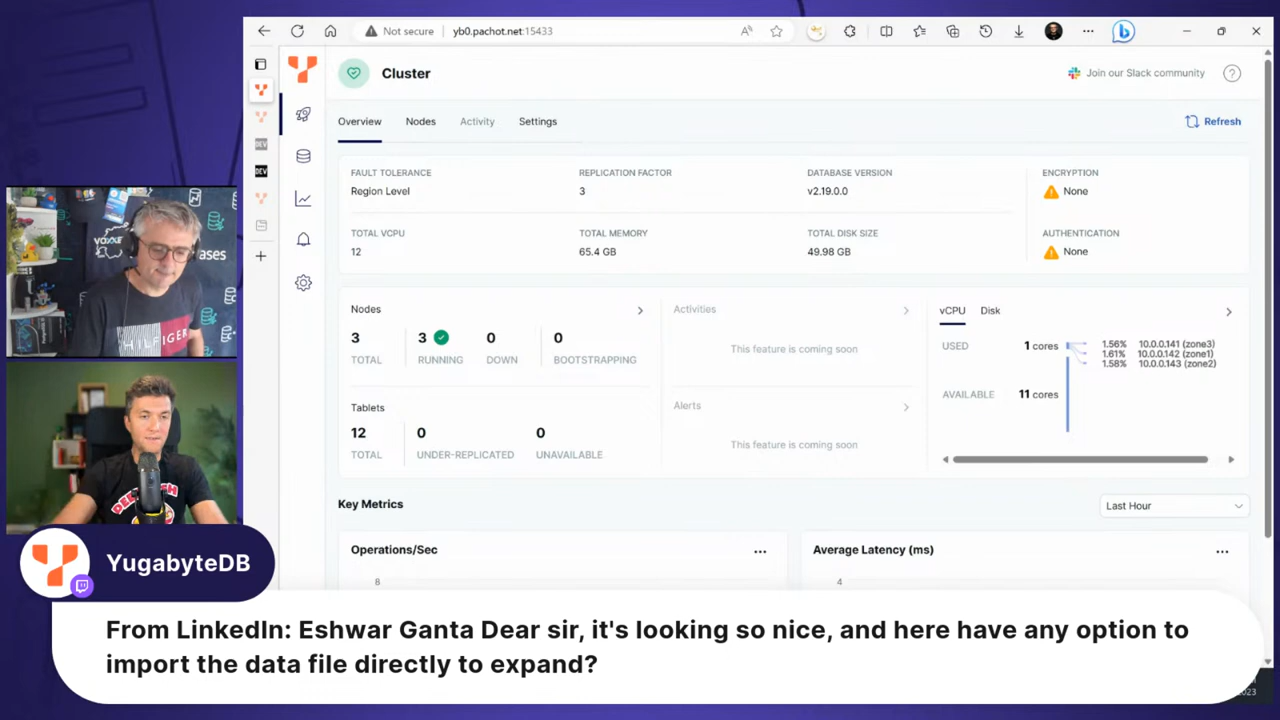 Not secure
yb0.pachot.net:15433
Cluster
Join our Slack community
?
Overview
Nodes
Activity
Settings
Refresh
FAULT TOLERANCE
Region Level
REPLICATION FACTOR
3
DATABASE VERSION
v2.19.0.0
ENCRYPTION
None
TOTAL VCPU
12
TOTAL MEMORY
65.4 GB
TOTAL DISK SIZE
49.98 GB
AUTHENTICATION
None
Nodes
3
TOTAL
3
RUNNING
0
DOWN
0
BOOTSTRAPPING
Tablets
12
TOTAL
0
UNDER-REPLICATED
0
UNAVAILABLE
Activities
This feature is coming soon
Alerts
This feature is coming soon
vCPU
Disk
USED
1 cores
1.56% 10.0.0.141 (zone3)
1.61% 10.0.0.142 (zone1)
1.58% 10.0.0.143 (zone2)
AVAILABLE
11 cores
Key Metrics
Last Hour
Operations/Sec
8
Average Latency (ms)
4
DEV
DEV
HILFIGER
YugabyteDB
From LinkedIn: Eshwar Ganta Dear sir, it's looking so nice, and here have any option to
import the data file directly to expand?